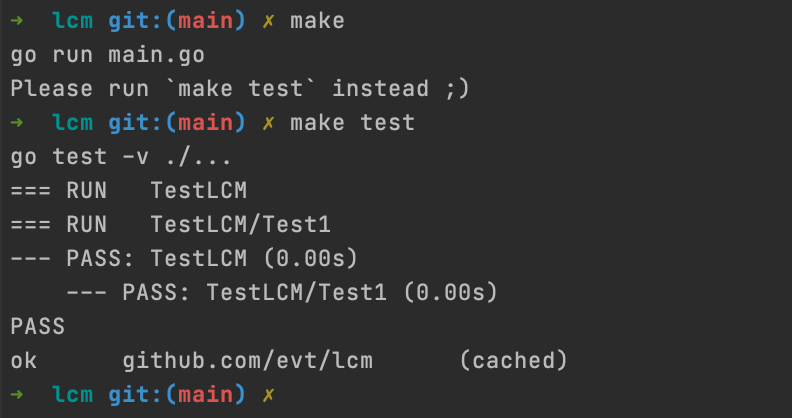 ➜  lcm git:(main) ✗ make
go run main.go
Please run `make test` instead ;)
➜  lcm git:(main) ✗ make test
go test -v ./...
=== RUN   TestLCM
=== RUN   TestLCM/Test1
--- PASS: TestLCM (0.00s)
    --- PASS: TestLCM/Test1 (0.00s)
PASS
ok      github.com/evt/lcm      (cached)
➜  lcm git:(main) ✗